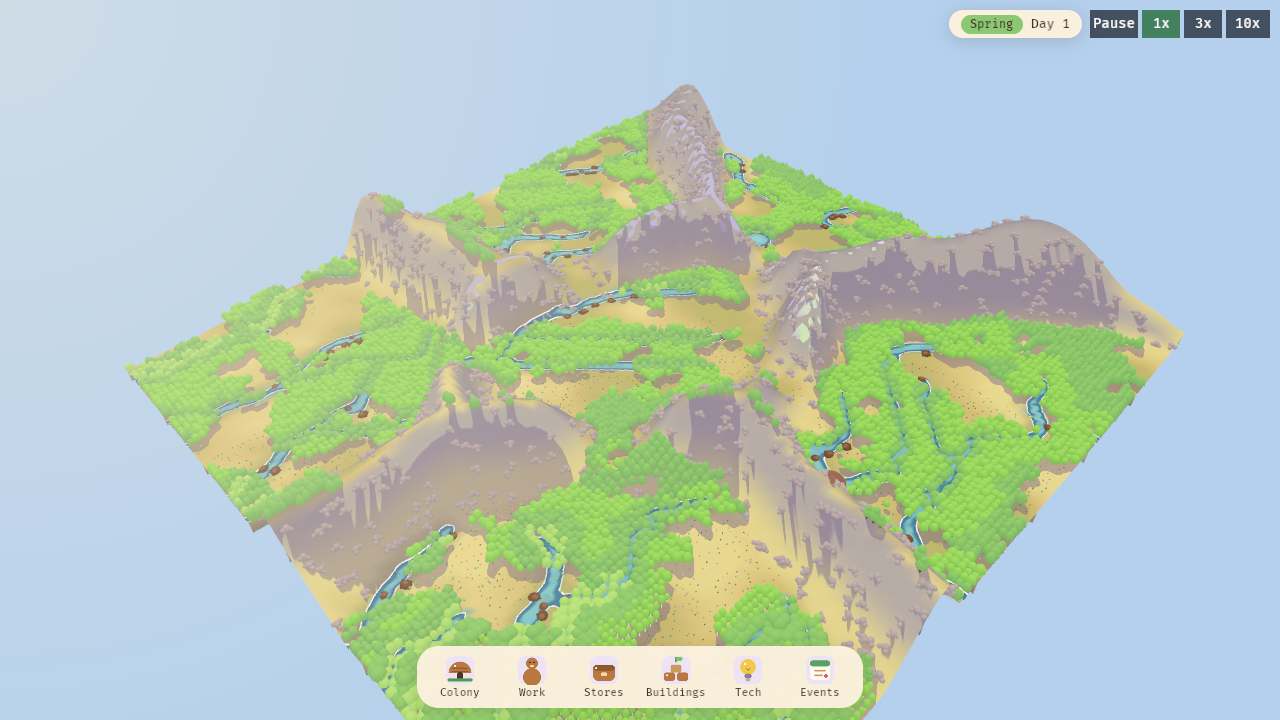 Spring Day 1 Pause 1x 3x 10x
Colony Work Stores Buildings Tech Events